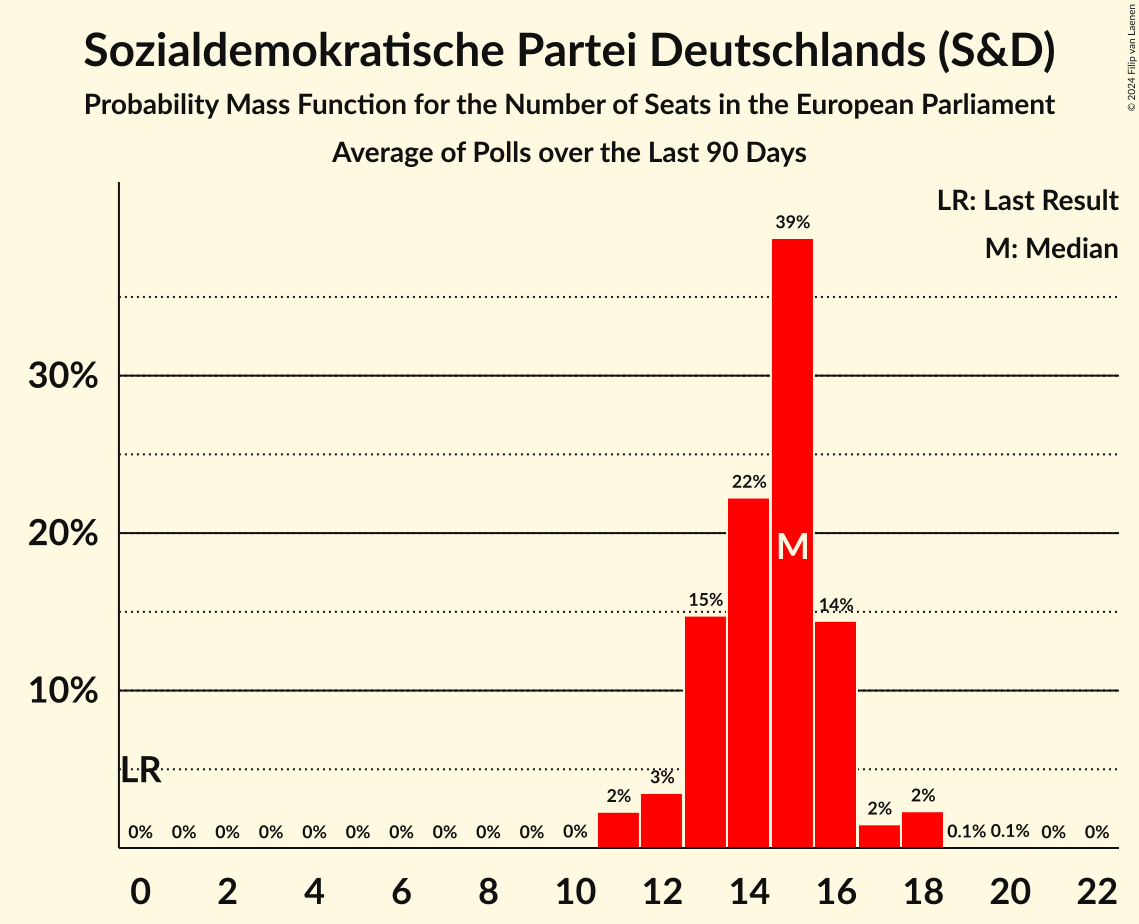 Sozialdemokratische Partei Deutschlands (S&D)
Probability Mass Function for the Number of Seats in the European Parliament
Average of Polls over the Last 90 Days
© 2024 Filip van Laenen
LR: Last Result
M: Median
39%
30%
22%
20%
M
15%
14%
10%
LR
3%
2%
2%
2%
0% 0% 0% 0% 0% 0% 0% 0% 0% 0% 0% 0.1% 0.1% 0% 0%
0 2 4 6 8 10 12 14 16 18 20 22